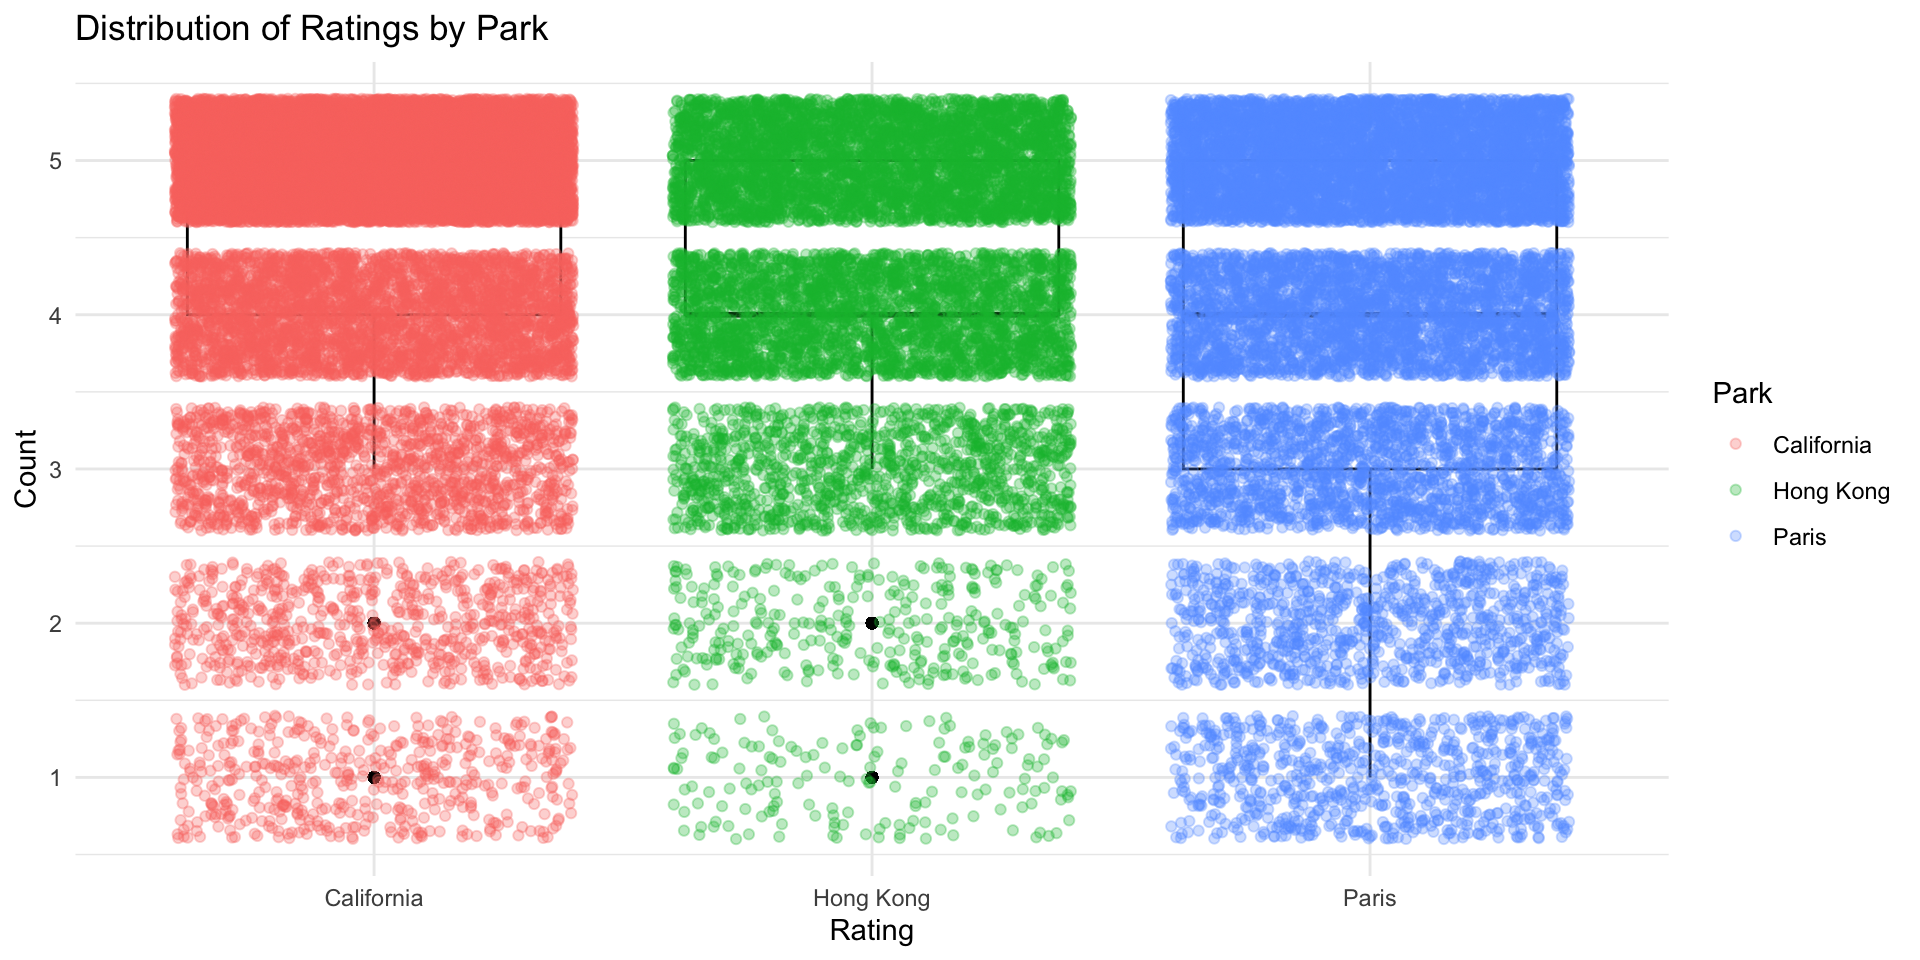 Distribution of Ratings by Park
Count
5
4
3
2
1
California
Hong Kong
Paris
Rating
Park
California
Hong Kong
Paris